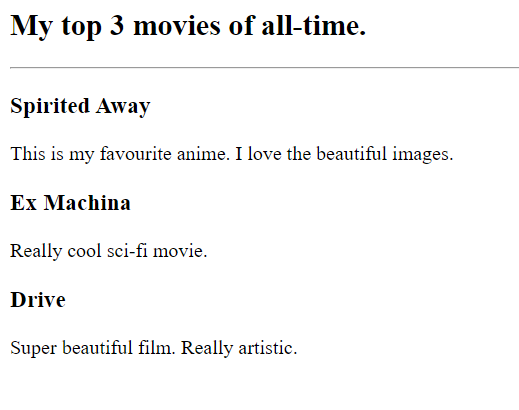 My top 3 movies of all-time.
Spirited Away
This is my favourite anime. I love the beautiful images.
Ex Machina
Really cool sci-fi movie.
Drive
Super beautiful film. Really artistic.